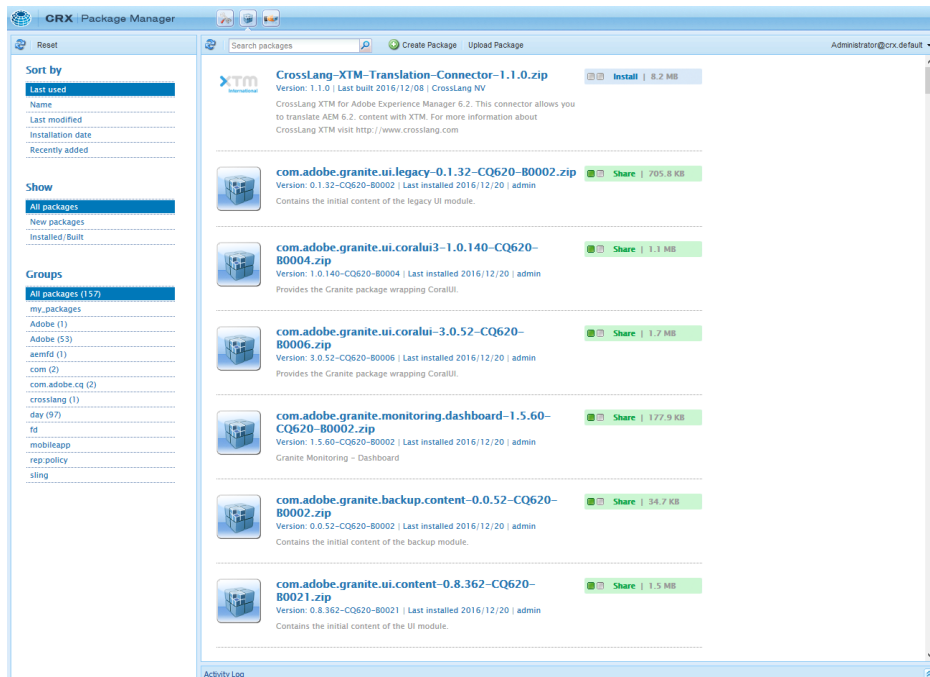 CRX Package Manager
Reset
Search packages
Create Package
Upload Package
Administrator@crx.default
Sort by
Last used
Name
Last modified
Installation date
Recently added
Show
All packages
New packages
Installed/Built
Groups
All packages (157)
my_packages
Adobe (1)
Adobe (53)
aemfd (1)
com (2)
com.adobe.cq (2)
crosslang (1)
day (97)
fd
mobileapp
rep:policy
sling
XTM
International
CrossLang-XTM-Translation-Connector-1.1.0.zip
Install | 8.2 MB
Version: 1.1.0 | Last built 2016/12/08 | CrossLang NV
CrossLang XTM for Adobe Experience Manager 6.2. This connector allows you
to translate AEM 6.2. content with XTM. For more information about
CrossLang XTM visit http://www.crosslang.com
com.adobe.granite.ui.legacy-0.1.32-CQ620-B0002.zip
Share | 705.8 KB
Version: 0.1.32-CQ620-B0002 | Last installed 2016/12/20 | admin
Contains the initial content of the legacy UI module.
com.adobe.granite.ui.coralui3-1.0.140-CQ620-
B0004.zip
Share | 1.1 MB
Version: 1.0.140-CQ620-B0004 | Last installed 2016/12/20 | admin
Provides the Granite package wrapping CoralUI.
com.adobe.granite.ui.coralui-3.0.52-CQ620-
B0006.zip
Share | 1.7 MB
Version: 3.0.52-CQ620-B0006 | Last installed 2016/12/20 | admin
Provides the Granite package wrapping CoralUI.
com.adobe.granite.monitoring.dashboard-1.5.60-
CQ620-B0002.zip
Share | 177.9 KB
Version: 1.5.60-CQ620-B0002 | Last installed 2016/12/20 | admin
Granite Monitoring - Dashboard
com.adobe.granite.backup.content-0.0.52-CQ620-
B0002.zip
Share | 34.7 KB
Version: 0.0.52-CQ620-B0002 | Last installed 2016/12/20 | admin
Contains the initial content of the backup module.
com.adobe.granite.ui.content-0.8.362-CQ620-
B0021.zip
Share | 1.5 MB
Version: 0.8.362-CQ620-B0021 | Last installed 2016/12/20 | admin
Contains the initial content of the UI module.
Activity Log